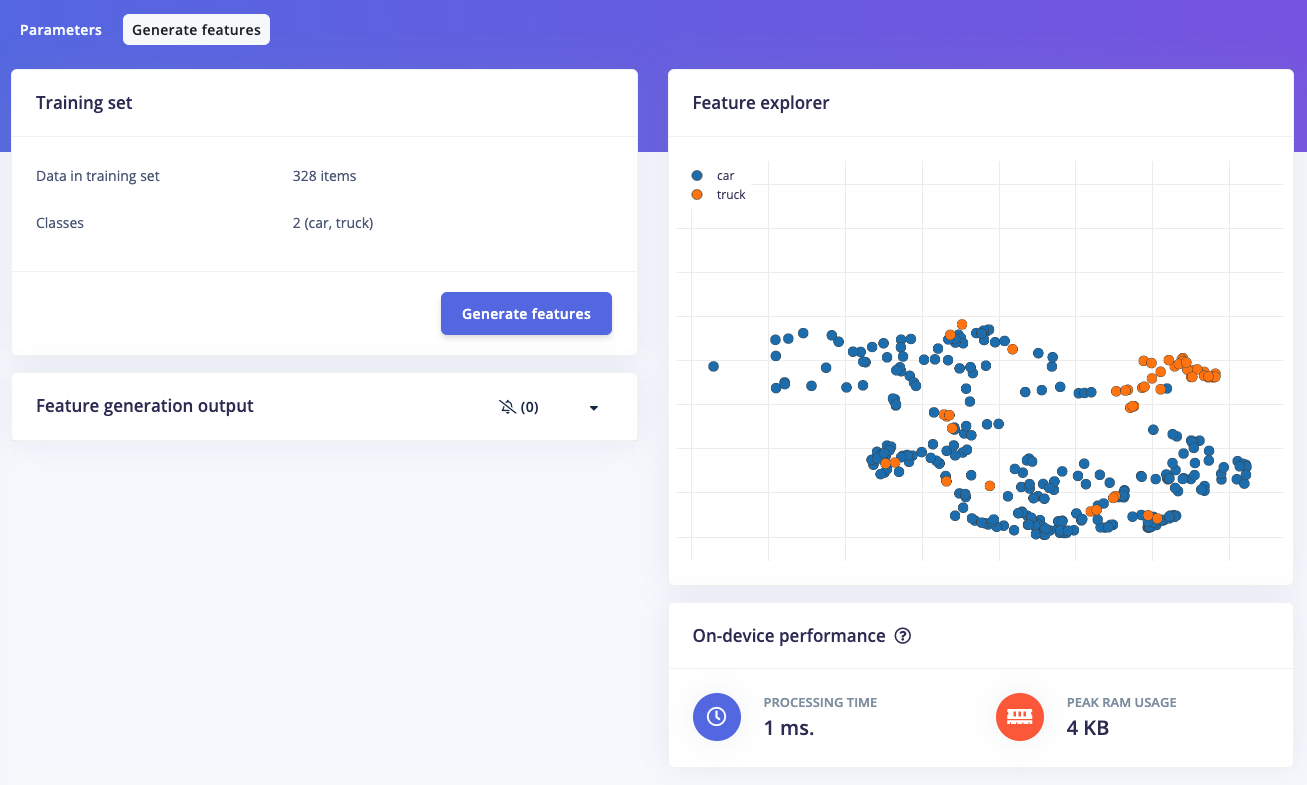 Parameters
Generate features
Training set
Data in training set 328 items
Classes 2 (car, truck)
Generate features
Feature generation output (0)
Feature explorer
car
truck
On-device performance
PROCESSING TIME
1 ms.
PEAK RAM USAGE
4 KB